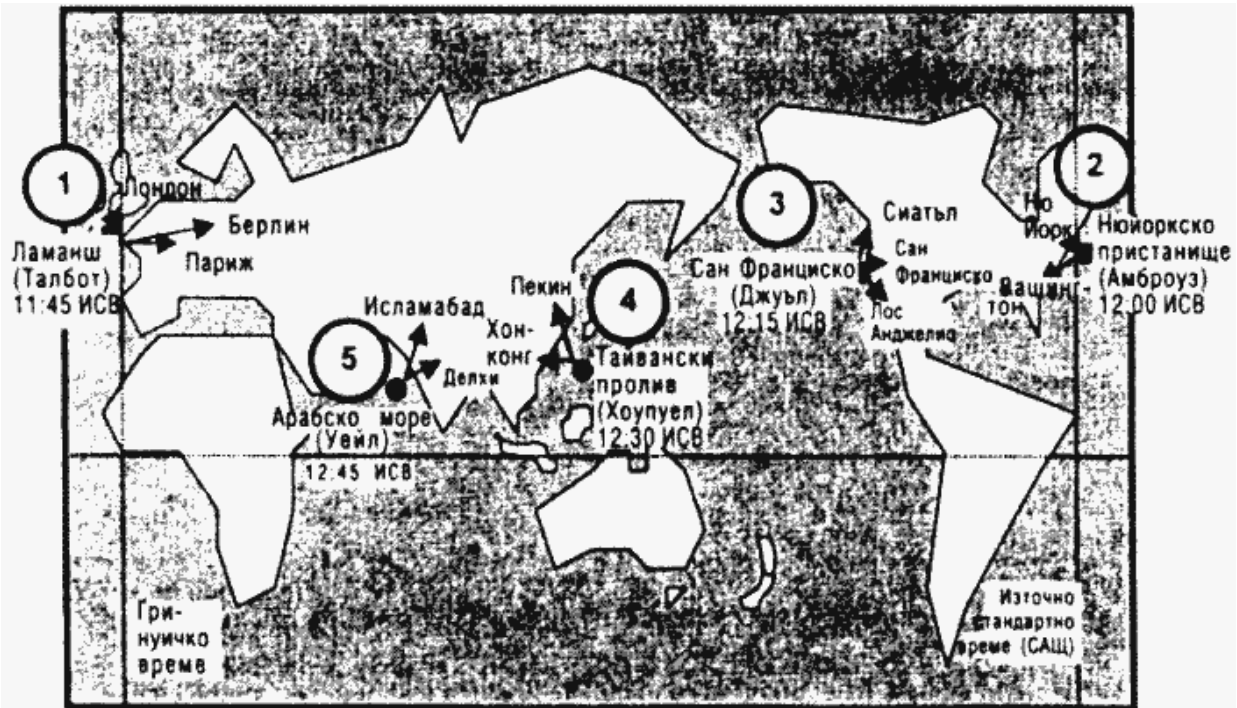 1
Лондон
Берлин
Париж
Ламанш
(Талбот)
11:45 ИСВ
2
Ню
Йорк
Нюйоркско
пристанище
(Амброуз)
12:00 ИСВ
Вашинг-
тон
3
Сиатъл
Сан
Франциско
Сан Франциско
(Джуъл)
12:15 ИСВ
Лос
Анджелис
4
Пекин
Хон-
конг
Тайвански
пролив
(Хоупуел)
12:30 ИСВ
5
Исламабад
Делхи
Арабско море
(Уейл)
12:45 ИСВ
Грин-
нуичко
време
Източно
стандартно
време (САЩ)